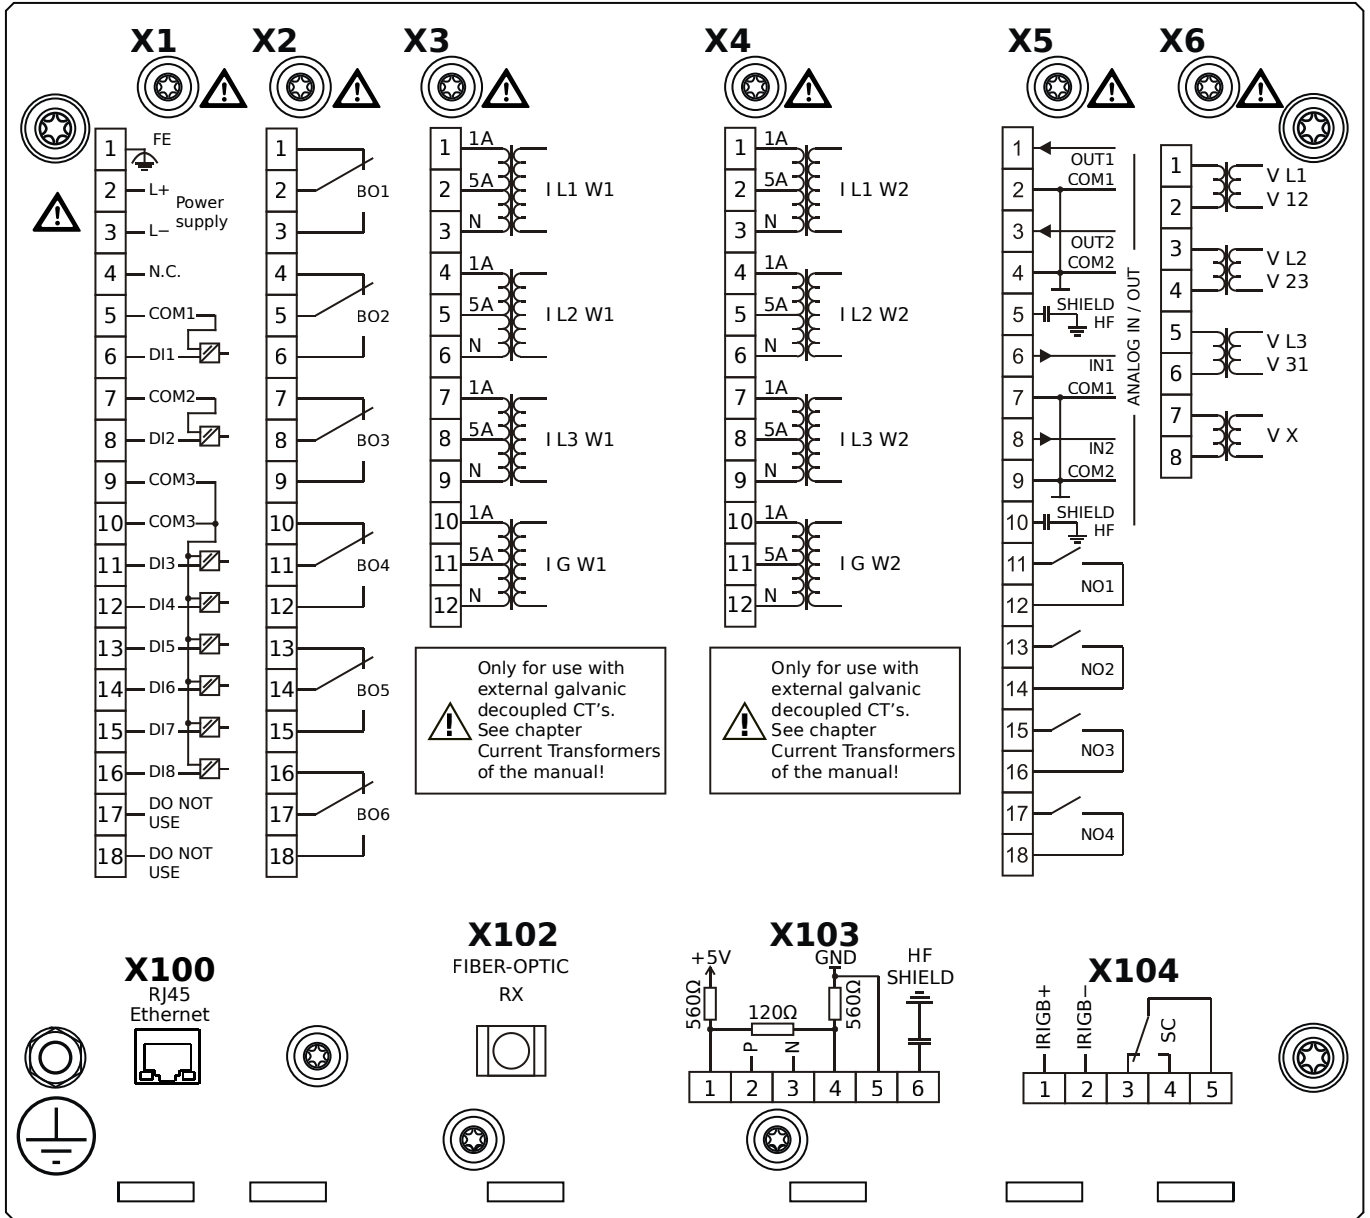 X1
1
FE
2
L+
Power
supply
3
L−
4
N.C.
5
COM1
6
DI1
7
COM2
8
DI2
9
COM3
10
COM3
11
DI3
12
DI4
13
DI5
14
DI6
15
DI7
16
DI8
17
DO NOT
USE
18
DO NOT
USE
X2
1
2
BO1
3
4
5
BO2
6
7
8
BO3
9
10
11
BO4
12
13
14
BO5
15
16
17
BO6
18
X3
1
1A
2
5A
I L1 W1
3
N
4
1A
5
5A
I L2 W1
6
N
7
1A
8
5A
I L3 W1
9
N
10
1A
11
5A
I G W1
12
N
Only for use with
external galvanic
decoupled CT's.
See chapter
Current Transformers
of the manual!
X4
1
1A
2
5A
I L1 W2
3
N
4
1A
5
5A
I L2 W2
6
N
7
1A
8
5A
I L3 W2
9
N
10
1A
11
5A
I G W2
12
N
Only for use with
external galvanic
decoupled CT's.
See chapter
Current Transformers
of the manual!
X5
1
OUT1
2
COM1
3
OUT2
4
COM2
5
SHIELD
HF
6
IN1
7
COM1
8
IN2
9
COM2
10
SHIELD
HF
ANALOG IN / OUT
11
NO1
12
13
NO2
14
15
NO3
16
17
NO4
18
X6
1
V L1
2
V 12
3
V L2
4
V 23
5
V L3
6
V 31
7
V X
8
X100
RJ45
Ethernet
X102
FIBER-OPTIC
RX
X103
+5V
GND
HF
SHIELD
560Ω
120Ω
560Ω
P
N
1 2 3 4 5 6
X104
IRIGB+
IRIGB−
SC
1 2 3 4 5